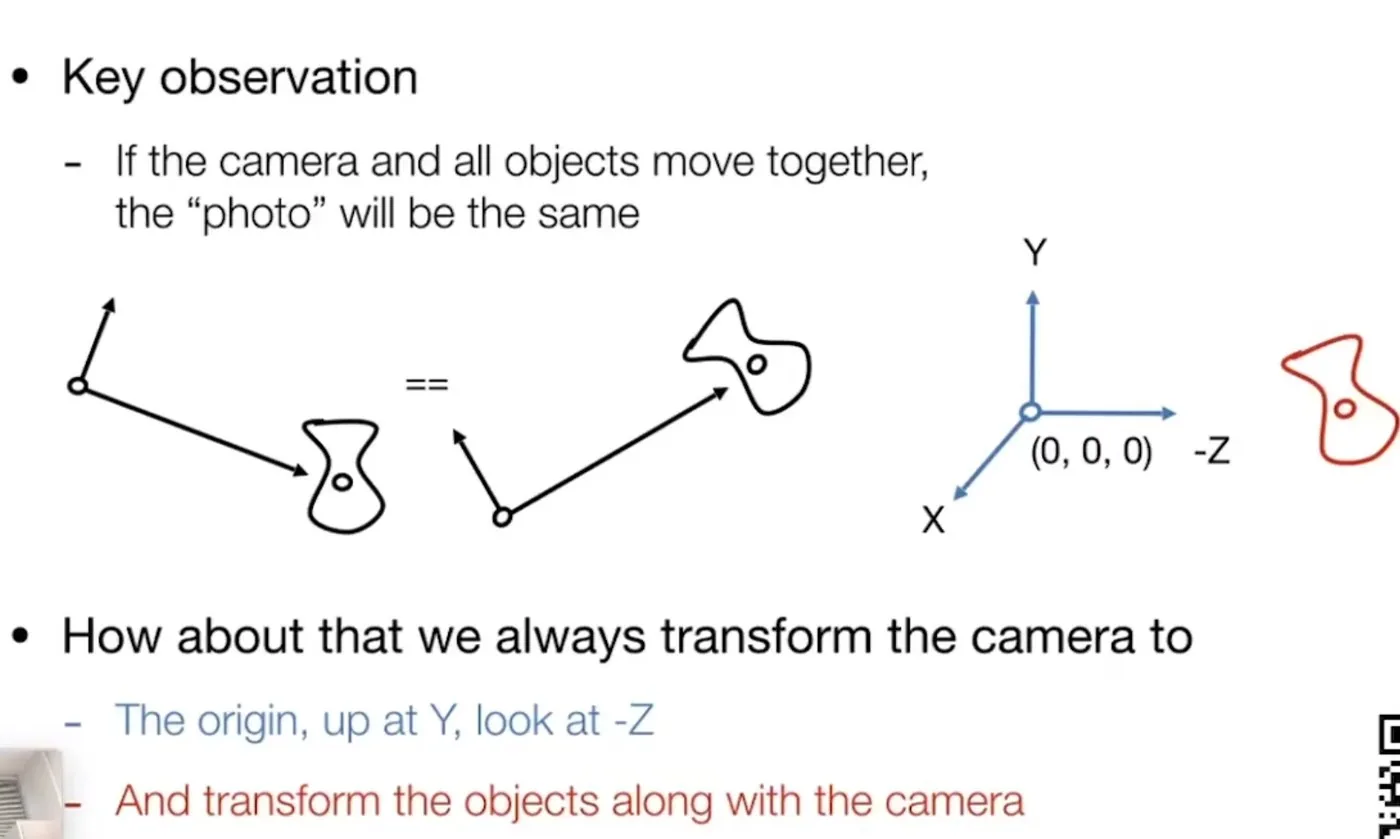 • Key observation
- If the camera and all objects move together,
the “photo” will be the same
Y
==
(0, 0, 0) -Z
X
• How about that we always transform the camera to
- The origin, up at Y, look at -Z
- And transform the objects along with the camera